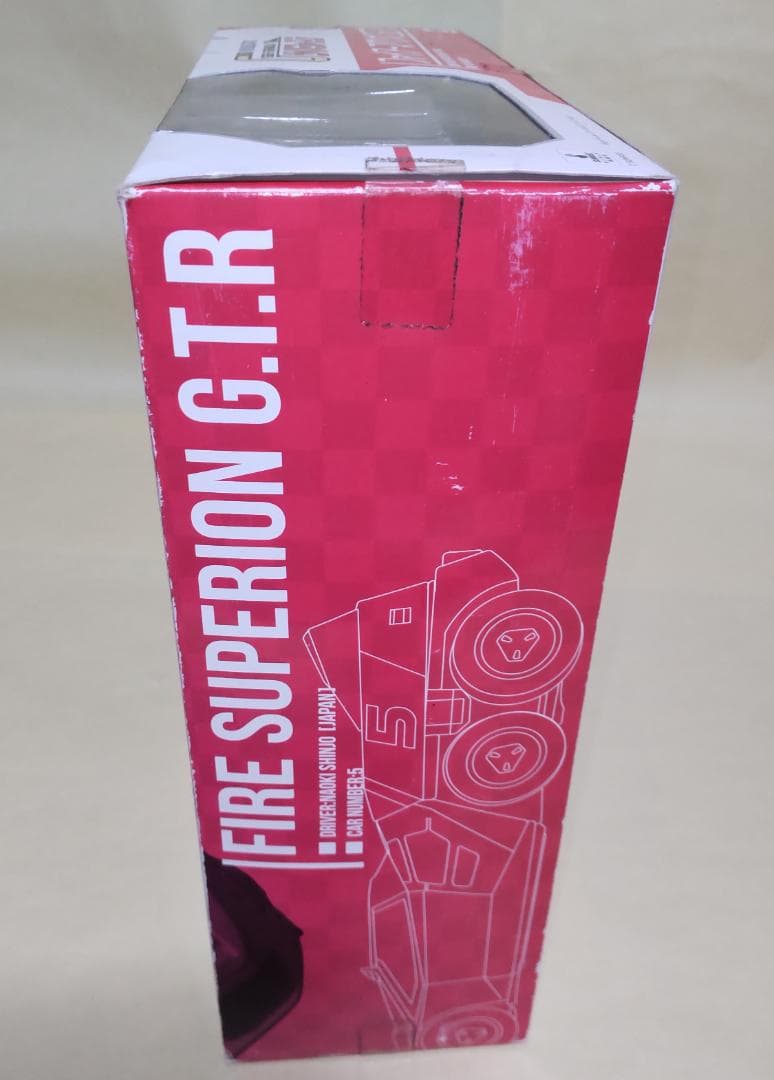 FIRE SUPERION G.T.R
DRIVER:NAOKI SHINJO [JAPAN]
CAR NUMBER:5
5